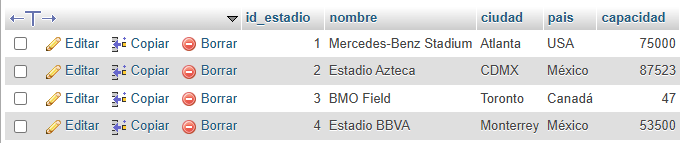 id_estadio nombre ciudad pais capacidad
Editar Copiar Borrar 1 Mercedes-Benz Stadium Atlanta USA 75000
Editar Copiar Borrar 2 Estadio Azteca CDMX México 87523
Editar Copiar Borrar 3 BMO Field Toronto Canadá 47
Editar Copiar Borrar 4 Estadio BBVA Monterrey México 53500